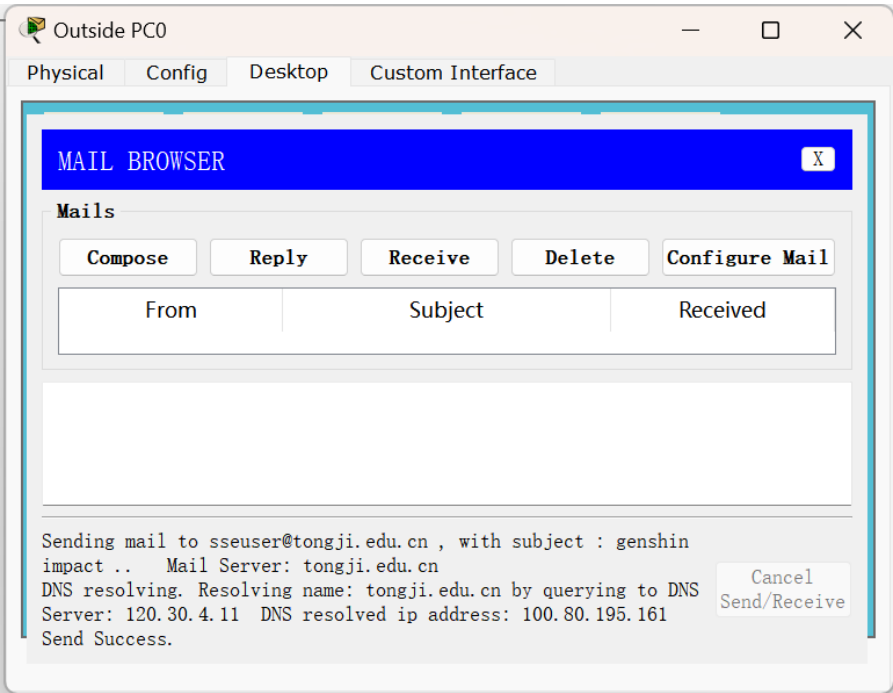 Outside PC0
Physical Config Desktop Custom Interface
MAIL BROWSER X
Mails
Compose Reply Receive Delete Configure Mail
From Subject Received
Sending mail to sseuser@tongji.edu.cn , with subject : genshin
impact .. Mail Server: tongji.edu.cn
DNS resolving. Resolving name: tongji.edu.cn by querying to DNS
Server: 120.30.4.11 DNS resolved ip address: 100.80.195.161
Send Success.
Cancel
Send/Receive